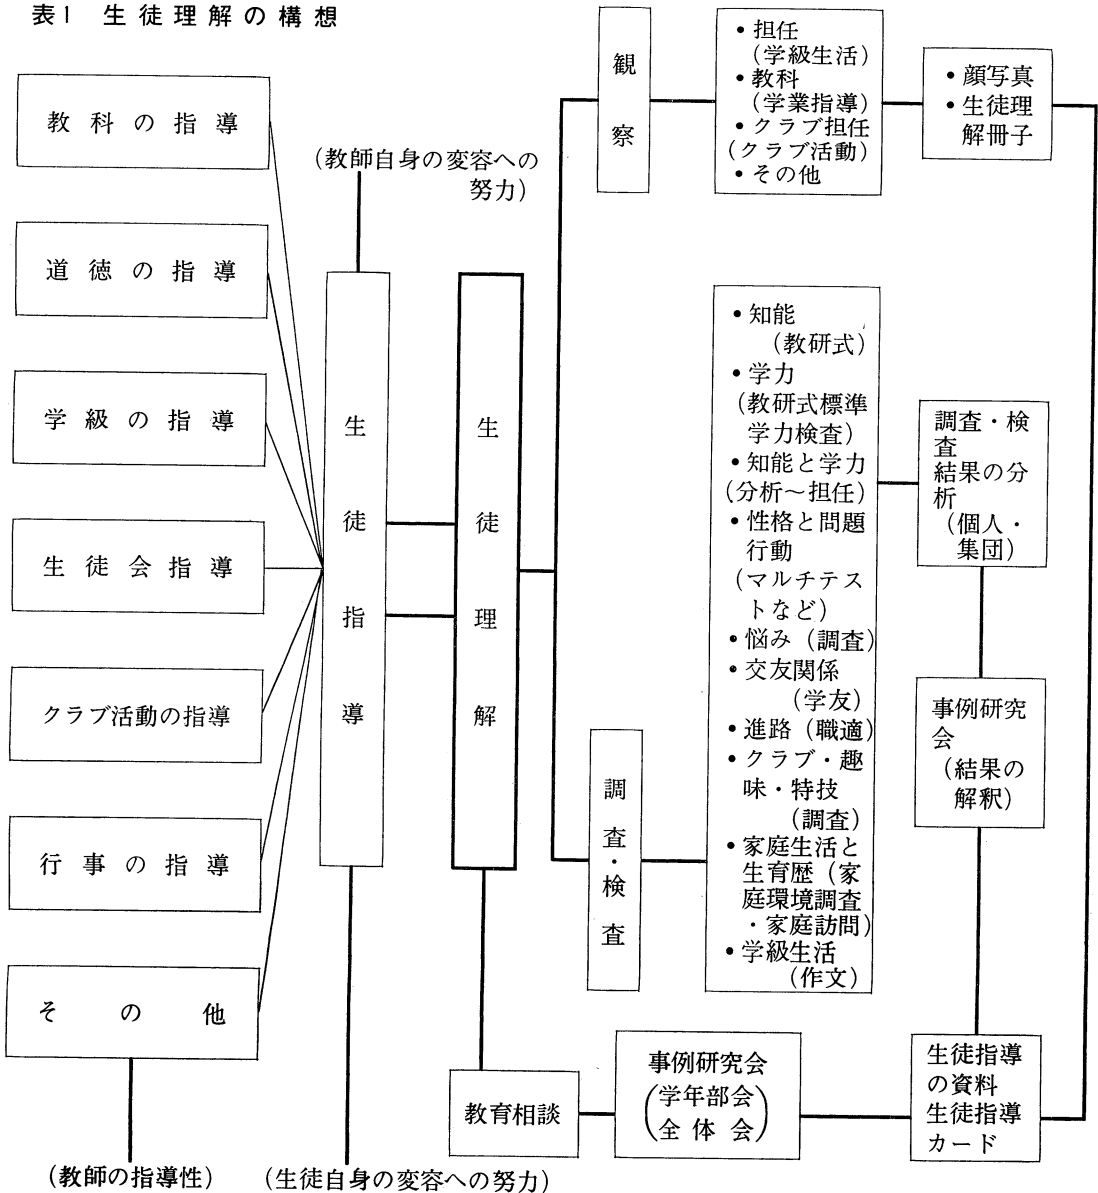 表1 生徒理解の構想
教科の指導
道徳の指導
学級の指導
生徒会指導
クラブ活動の指導
行事の指導
その他
(教師の指導性)
(教師自身の変容への
努力)
生徒指導
(生徒自身の変容への努力)
生徒理解
観察
・担任
(学級生活)
・教科
(学業指導)
・クラブ担任
(クラブ活動)
・その他
・顔写真
・生徒理
解冊子
調査・検査
・知能
(教研式)
・学力
(教研式標準
学力検査)
・知能と学力
(分析〜担任)
・性格と問題
行動
(マルチテス
トなど)
・悩み(調査)
・交友関係
(学友)
・進路(職適)
・クラブ・趣
味・特技
(調査)
・家庭生活と
生育歴(家
庭環境調査
・家庭訪問)
・学級生活
(作文)
調査・検
査
結果の分
析
(個人・
集団)
事例研究
会
(結果の
解釈)
生徒指導
の資料
生徒指導
カード
事例研究会
(学年部会)
(全体会)
教育相談